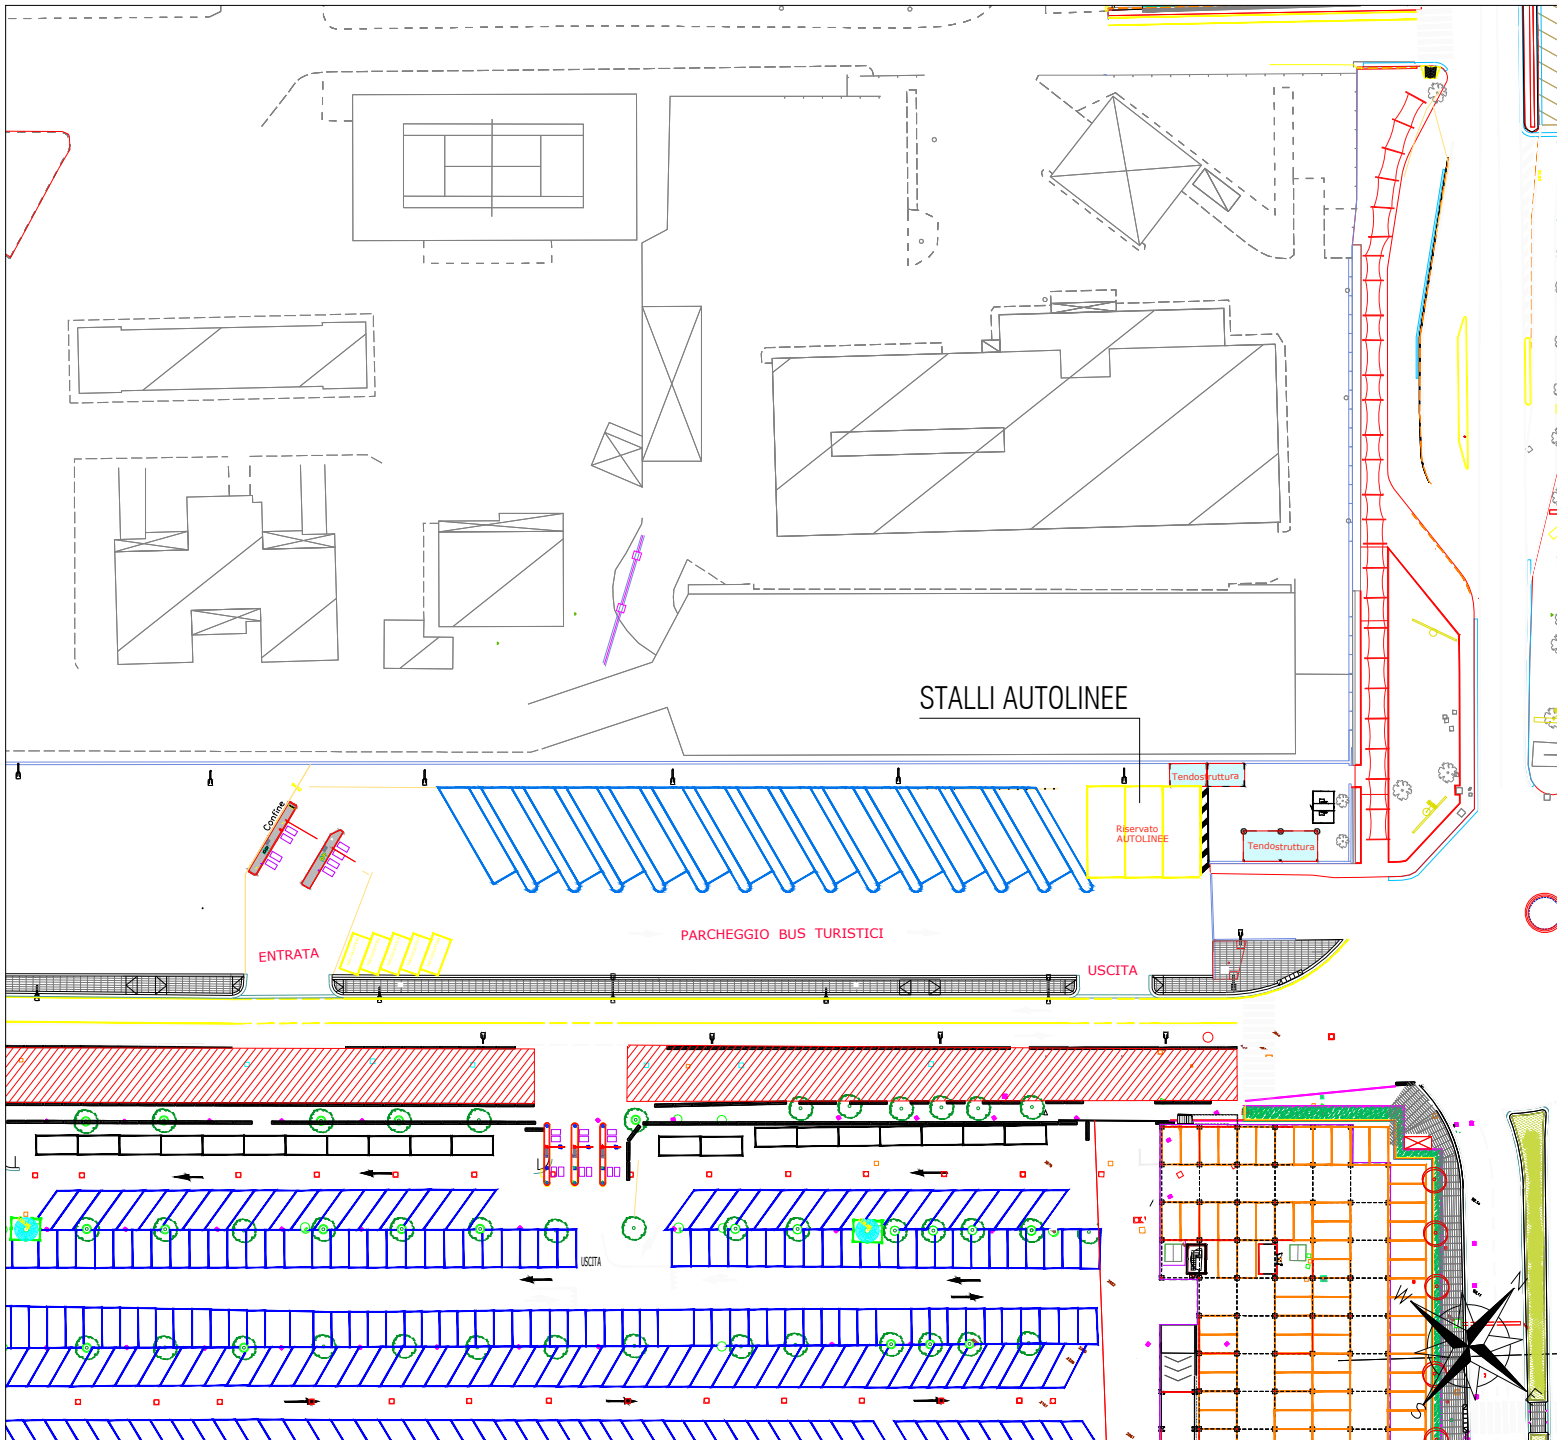 STALLI AUTOLINEE
Tendostruttura
Confine
Riservato
AUTOLINEE
Tendostruttura
PARCHEGGIO BUS TURISTICI
ENTRATA
USCITA
USCITA
N
W
E
S